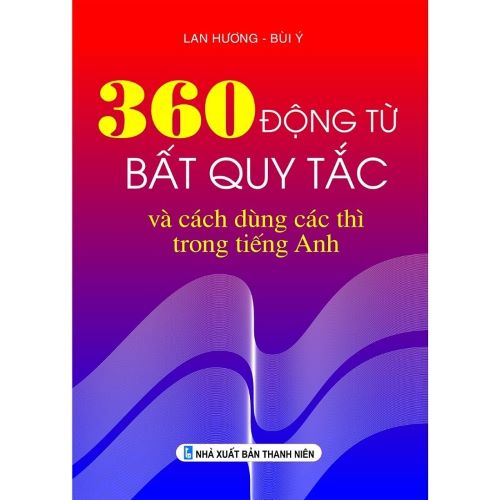 LAN HƯƠNG - BÙI Ý
360 ĐỘNG TỪ
BẤT QUY TẮC
và cách dùng các thì
trong tiếng Anh
NHÀ XUẤT BẢN THANH NIÊN